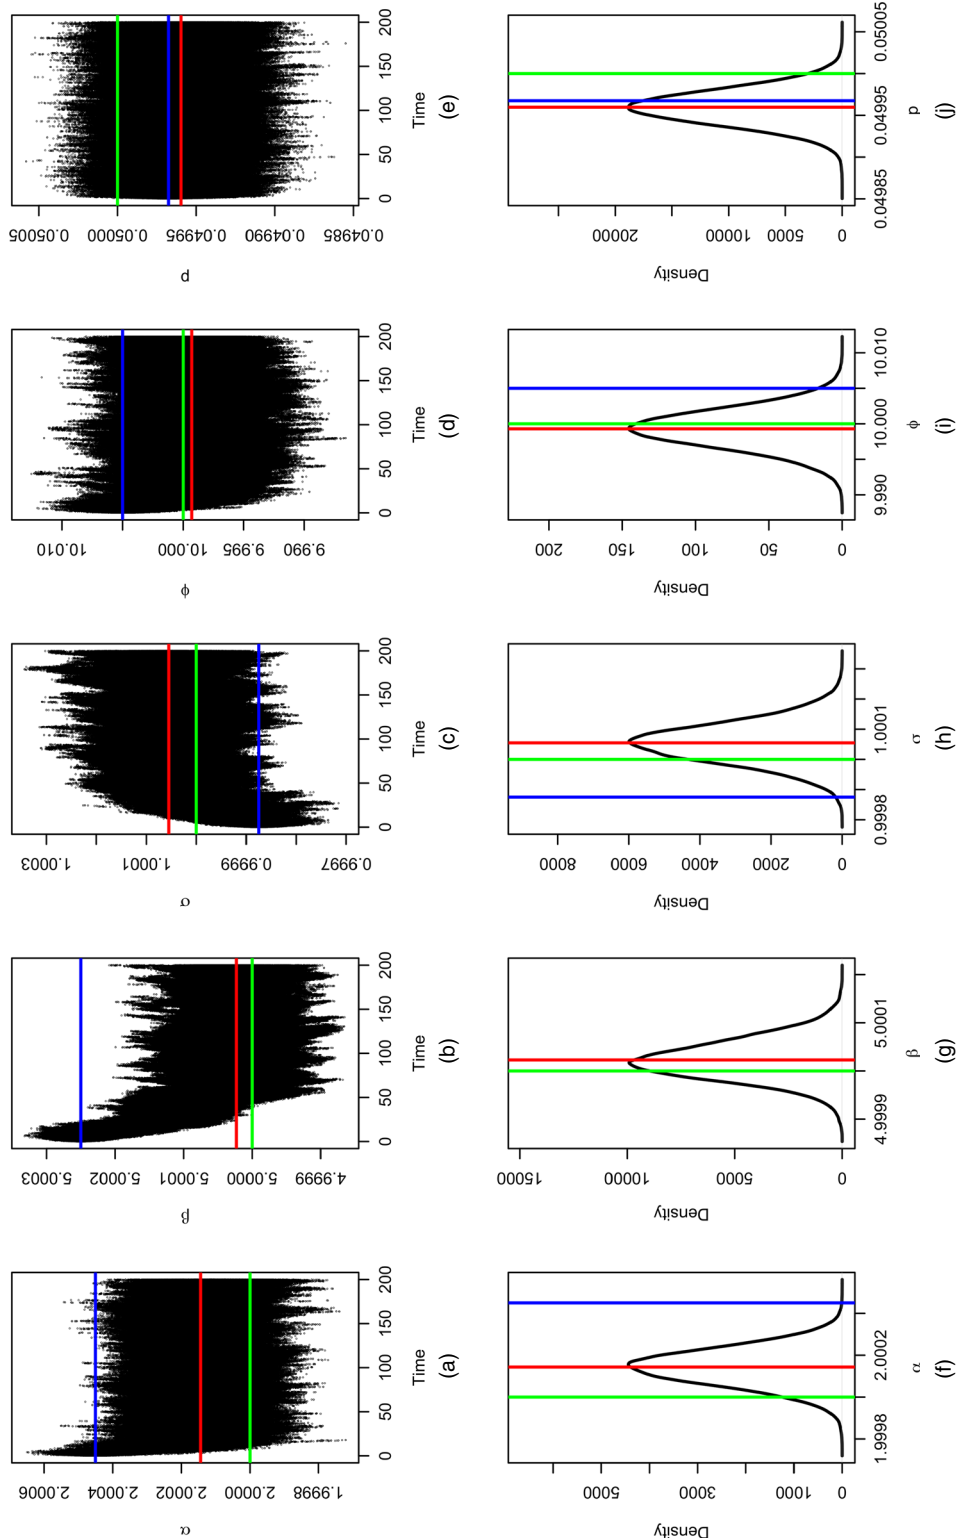 α
1.9998 2.0000 2.0002 2.0004 2.0006
0 50 100 150 200
Time
(a)
β
4.9999 5.0000 5.0001 5.0002 5.0003
0 50 100 150 200
Time
(b)
σ
0.9997 0.9999 1.0001 1.0003
0 50 100 150 200
Time
(c)
ϕ
9.990 9.995 10.000 10.010
0 50 100 150 200
Time
(d)
p
0.04985 0.04990 0.04995 0.05000 0.05005
0 50 100 150 200
Time
(e)
Density
0 1000 3000 5000
1.9998 2.0002
α
(f)
Density
0 5000 10000 15000
4.9999 5.0001
β
(g)
Density
0 2000 4000 6000 8000
0.9998 1.0001
σ
(h)
Density
0 50 100 150 200
9.990 10.000 10.010
ϕ
(i)
Density
0 5000 10000 20000
0.04985 0.04995 0.05005
p
(j)